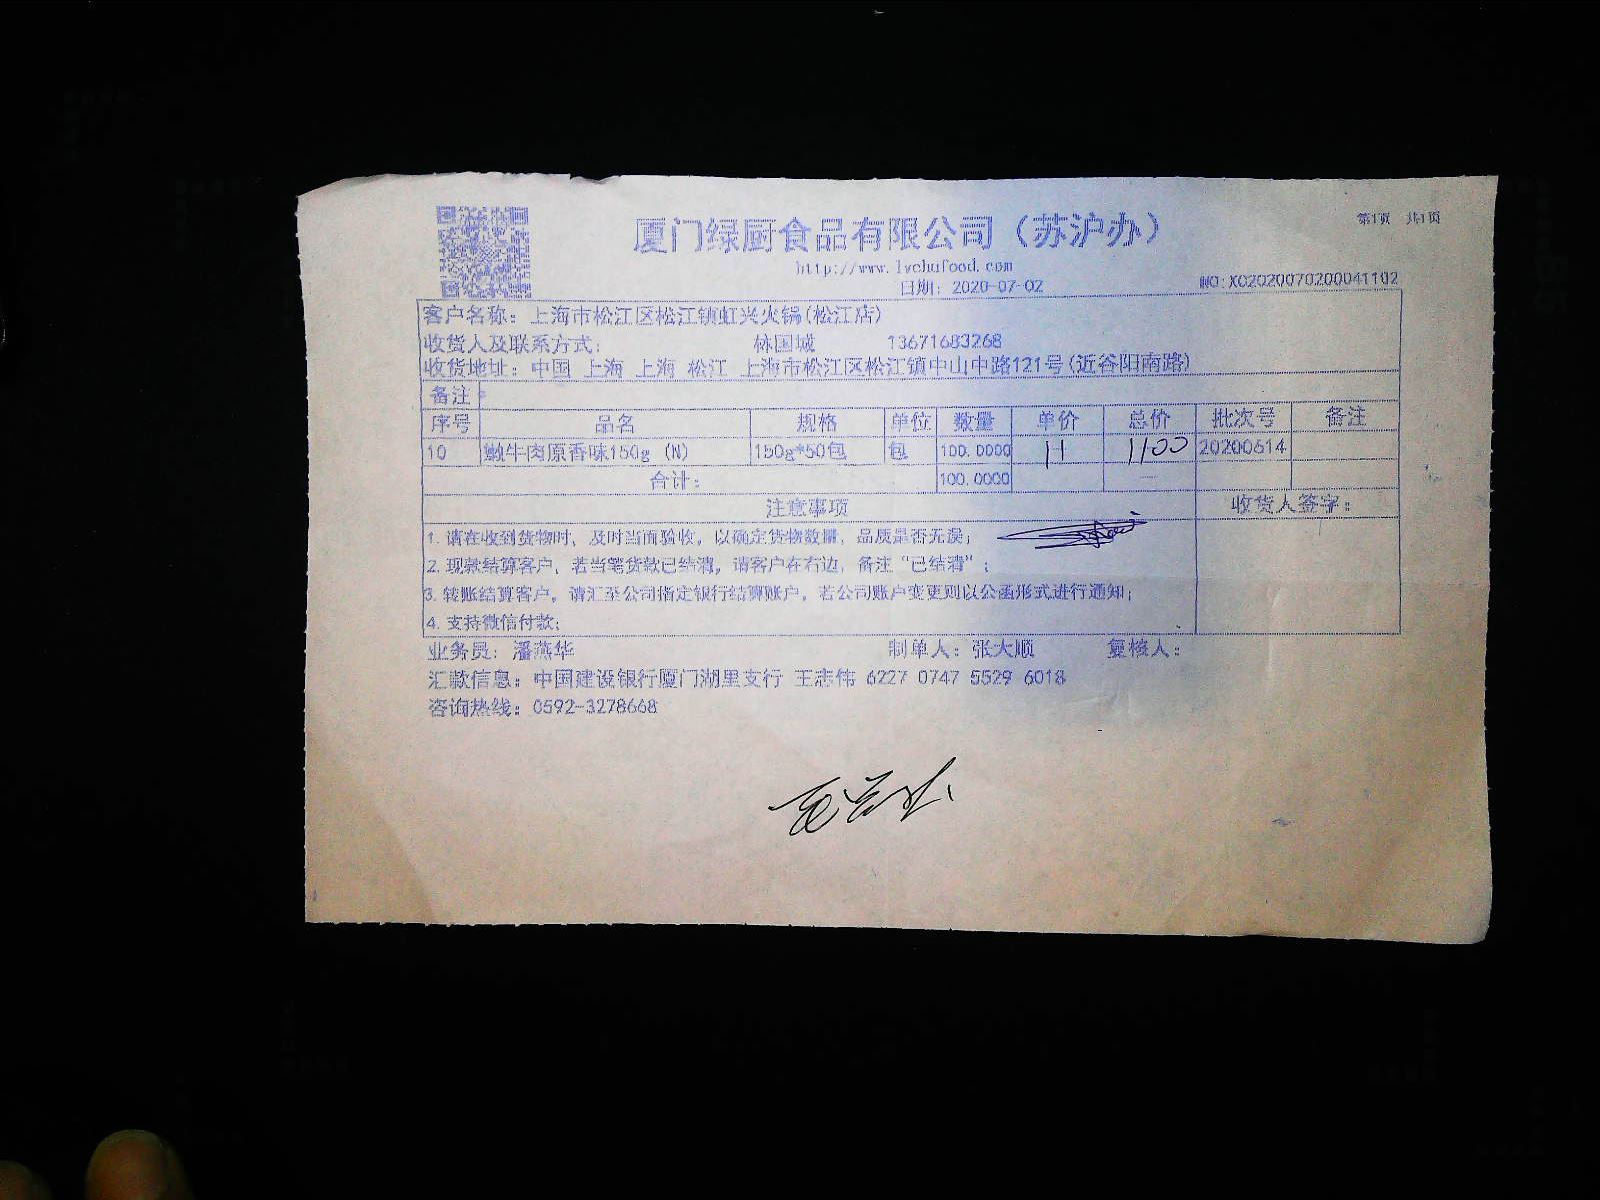 第1页 共1页
厦门绿厨食品有限公司（苏沪办）
http://www.lvchufood.com
日期：2020-07-02 NO:XO2020070200041102
客户名称：上海市松江区松江镇虹兴火锅(松江店)
收货人及联系方式： 林国城 13671683268
收货地址：中国 上海 上海 松江 上海市松江区松江镇中山中路121号(近谷阳南路)
备注：
序号 品名 规格 单位 数量 单价 总价 批次号 备注
10 嫩牛肉原香味150g (N) 150g*50包 包 100.0000 11 1100 20200614
合计： 100.0000
注意事项 收货人签字：
1. 请在收到货物时，及时当面验收，以确定货物数量，品质是否无误；
2. 现款结算客户，若当笔货款已结清，请客户在右边，备注“已结清”；
3. 转账结算客户，请汇至公司指定银行结算账户，若公司账户变更则以公函形式进行通知；
4. 支持微信付款；
业务员：潘燕华 制单人：张大顺 复核人：
汇款信息：中国建设银行厦门湖里支行 王志伟 6227 0747 5529 6018
咨询热线：0592-3278668